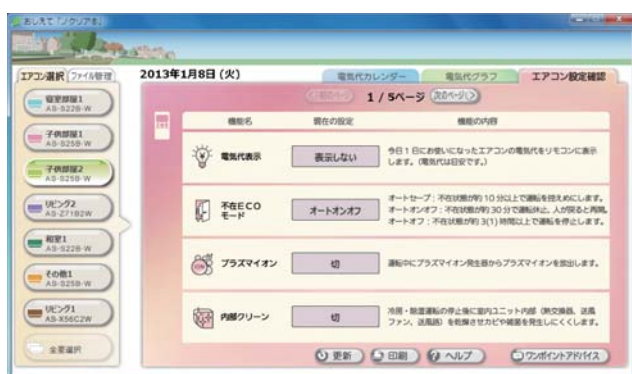 おしえて「ノクリア®」
エアコン選択
ファイル管理
寝室部屋1
AS-S22B-W
子供部屋1
AS-S25B-W
子供部屋2
AS-S25B-W
リビング2
AS-Z71B2W
和室1
AS-S22B-W
その他1
AS-S25B-W
リビング1
AS-X56C2W
全室選択
2013年1月8日 (火)
電気代カレンダー
電気代グラフ
エアコン設定確認
1 / 5ページ
次のページ
機能名
現在の設定
機能の内容
電気代表示
表示しない
今日1日にお使いになったエアコンの電気代をリモコンに表示
します。(電気代は目安です。)
不在ECO
モード
オートオンオフ
オートセーブ:不在状態が約10分以上で運転を控えめにします。
オートオンオフ:不在状態が約30分で運転休止。人が戻ると再開。
オートオフ:不在状態が約3(1)時間以上で運転を停止します。
プラズマイオン
切
運転中にプラズマイオン発生器からプラズマイオンを放出します。
内部クリーン
切
冷房・除湿運転の停止後に室内ユニット内部(熱交換器、送風
ファン、送風路)を乾燥させカビや雑菌を発生しにくくします。
更新
印刷
ヘルプ
ワンポイントアドバイス